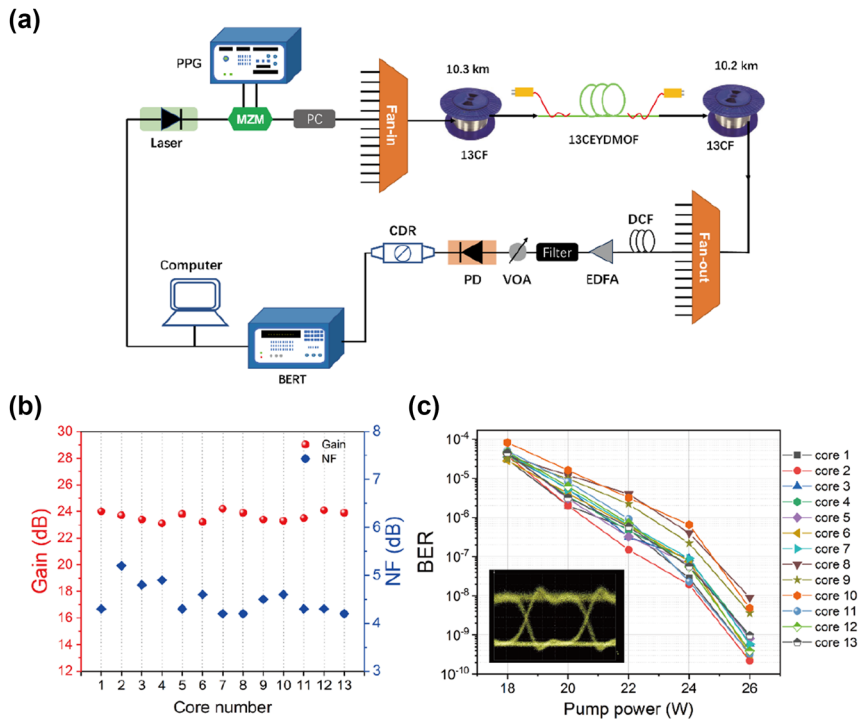 (a)
PPG
10.3 km
10.2 km
Laser
MZM
PC
Fan-in
13CF
13CEYDMOF
13CF
CDR
DCF
Fan-out
Computer
PD
VOA
Filter
EDFA
BERT
(b)
30
28
26
24
22
20
18
16
14
12
Gain (dB)
Gain
NF
8
7
6
5
4
3
NF (dB)
1 2 3 4 5 6 7 8 9 10 11 12 13
Core number
(c)
10⁻⁴
10⁻⁵
10⁻⁶
10⁻⁷
10⁻⁸
10⁻⁹
10⁻¹⁰
BER
18 20 22 24 26
Pump power (W)
core 1
core 2
core 3
core 4
core 5
core 6
core 7
core 8
core 9
core 10
core 11
core 12
core 13